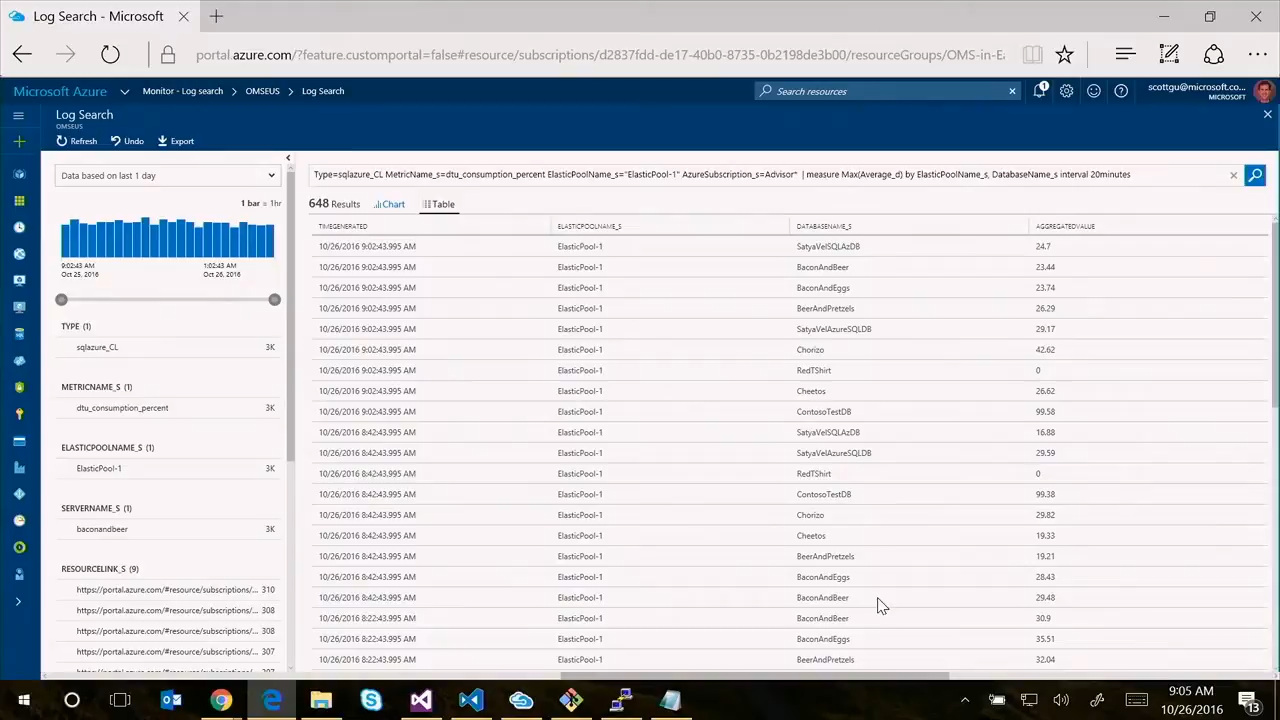 Log Search - Microsoft
portal.azure.com/?feature.customportal=false#resource/subscriptions/d2837fdd-de17-40b0-8735-0b2198de3b00/resourceGroups/OMS-in-Ea
Microsoft Azure Monitor - Log search > OMSEUS > Log Search
Search resources
1
scottgu@microsoft.co...
MICROSOFT
Log Search
OMSEUS
Refresh Undo Export
Data based on last 1 day
1 bar = 1hr
9:02:43 AM
Oct 25, 2016
1:02:43 AM
Oct 26, 2016
TYPE (1)
sqlazure_CL 3K
METRICNAME_S (1)
dtu_consumption_percent 3K
ELASTICPOOLNAME_S (1)
ElasticPool-1 3K
SERVERNAME_S (1)
baconandbeer 3K
RESOURCELINK_S (9)
https://portal.azure.com/#resource/subscriptions/... 310
https://portal.azure.com/#resource/subscriptions/... 308
https://portal.azure.com/#resource/subscriptions/... 308
https://portal.azure.com/#resource/subscriptions/... 307
Type=sqlazure_CL MetricName_s=dtu_consumption_percent ElasticPoolName_s="ElasticPool-1" AzureSubscription_s=Advisor* | measure Max(Average_d) by ElasticPoolName_s, DatabaseName_s interval 20minutes
648 Results Chart Table
TIMEGENERATED ELASTICPOOLNAME_S DATABASENAME_S AGGREGATEDVALUE
10/26/2016 9:02:43.995 AM ElasticPool-1 SatyaVelSQLAzDB 24.7
10/26/2016 9:02:43.995 AM ElasticPool-1 BaconAndBeer 23.44
10/26/2016 9:02:43.995 AM ElasticPool-1 BaconAndEggs 23.74
10/26/2016 9:02:43.995 AM ElasticPool-1 BeerAndPretzels 26.29
10/26/2016 9:02:43.995 AM ElasticPool-1 SatyaVelAzureSQLDB 29.17
10/26/2016 9:02:43.995 AM ElasticPool-1 Chorizo 42.62
10/26/2016 9:02:43.995 AM ElasticPool-1 RedTShirt 0
10/26/2016 9:02:43.995 AM ElasticPool-1 Cheetos 26.62
10/26/2016 9:02:43.995 AM ElasticPool-1 ContosoTestDB 99.58
10/26/2016 8:42:43.995 AM ElasticPool-1 SatyaVelSQLAzDB 16.88
10/26/2016 8:42:43.995 AM ElasticPool-1 SatyaVelAzureSQLDB 29.59
10/26/2016 8:42:43.995 AM ElasticPool-1 RedTShirt 0
10/26/2016 8:42:43.995 AM ElasticPool-1 ContosoTestDB 99.38
10/26/2016 8:42:43.995 AM ElasticPool-1 Chorizo 29.82
10/26/2016 8:42:43.995 AM ElasticPool-1 Cheetos 19.33
10/26/2016 8:42:43.995 AM ElasticPool-1 BeerAndPretzels 19.21
10/26/2016 8:42:43.995 AM ElasticPool-1 BaconAndEggs 28.43
10/26/2016 8:42:43.995 AM ElasticPool-1 BaconAndBeer 29.48
10/26/2016 8:22:43.995 AM ElasticPool-1 BaconAndBeer 30.9
10/26/2016 8:22:43.995 AM ElasticPool-1 BaconAndEggs 35.51
10/26/2016 8:22:43.995 AM ElasticPool-1 BeerAndPretzels 32.04
9:05 AM
10/26/2016
13